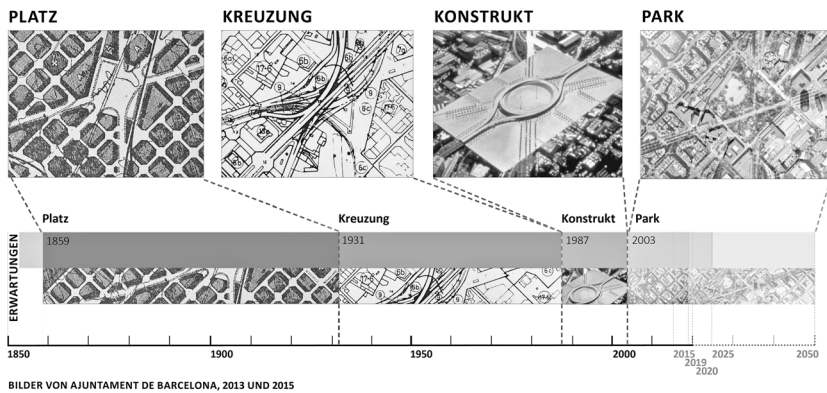 PLATZ
KREUZUNG
KONSTRUKT
PARK
Platz
Kreuzung
Konstrukt
Park
ERWARTUNGEN
1859
1931
1987
2003
1850
1900
1950
2000
2015
2019
2020
2025
2050
BILDER VON AJUNTAMENT DE BARCELONA, 2013 UND 2015